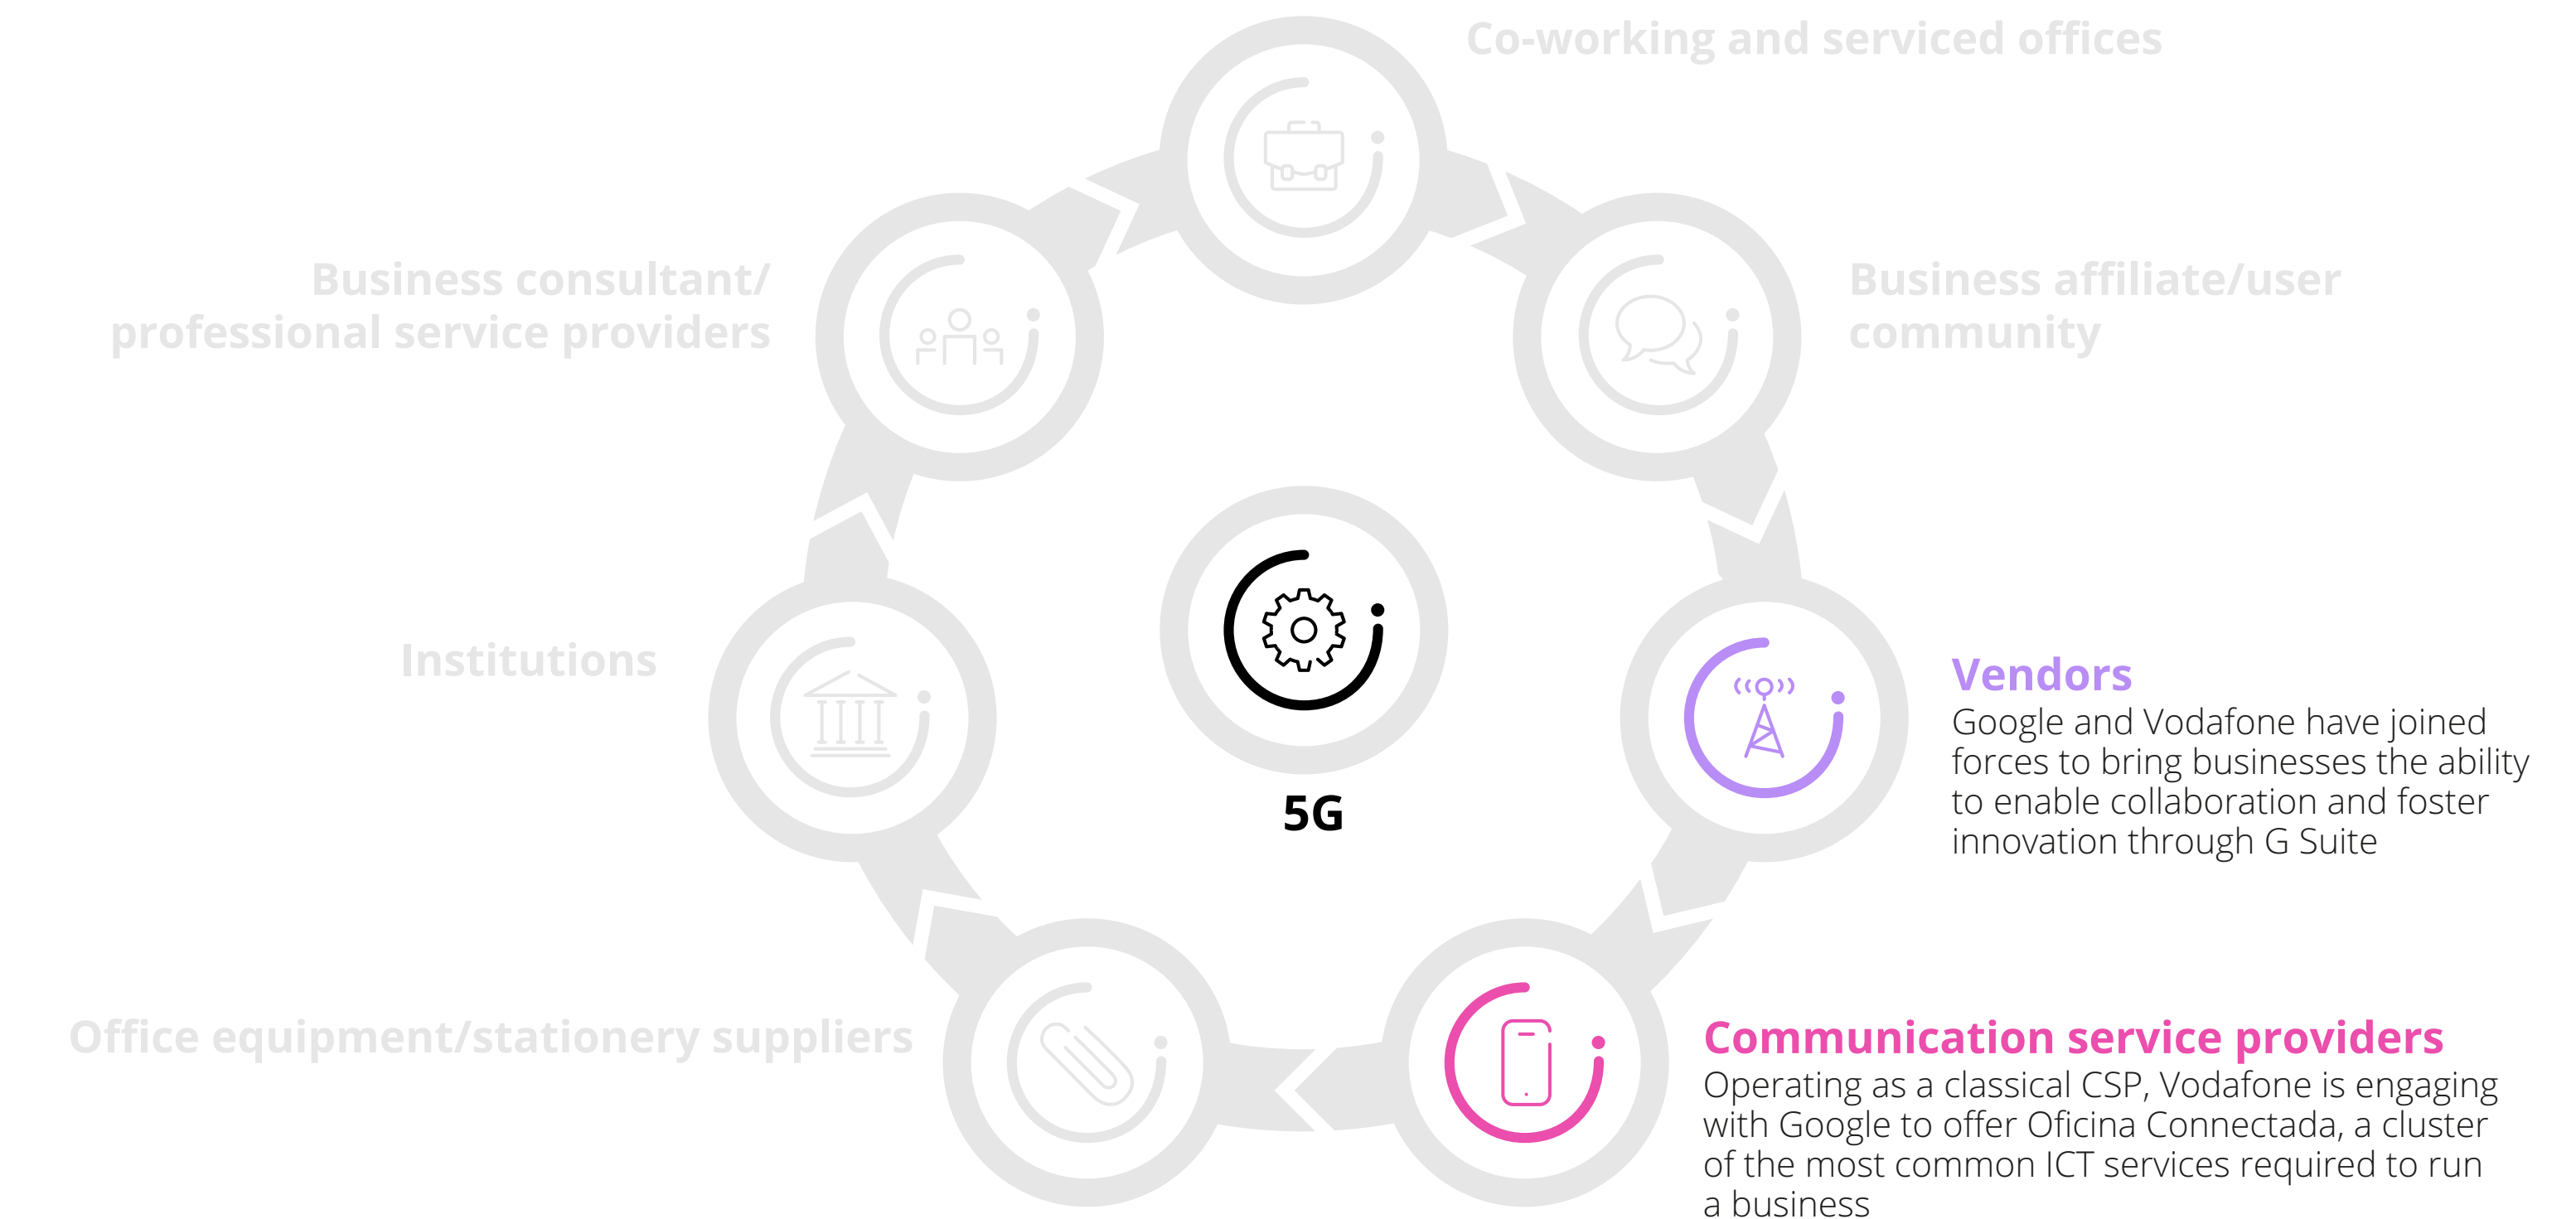 Co-working and serviced offices
Business consultant/
professional service providers
Business affiliate/user
community
Institutions
Vendors
Google and Vodafone have joined
forces to bring businesses the ability
to enable collaboration and foster
innovation through G Suite
5G
Office equipment/stationery suppliers
Communication service providers
Operating as a classical CSP, Vodafone is engaging
with Google to offer Oficina Connectada, a cluster
of the most common ICT services required to run
a business